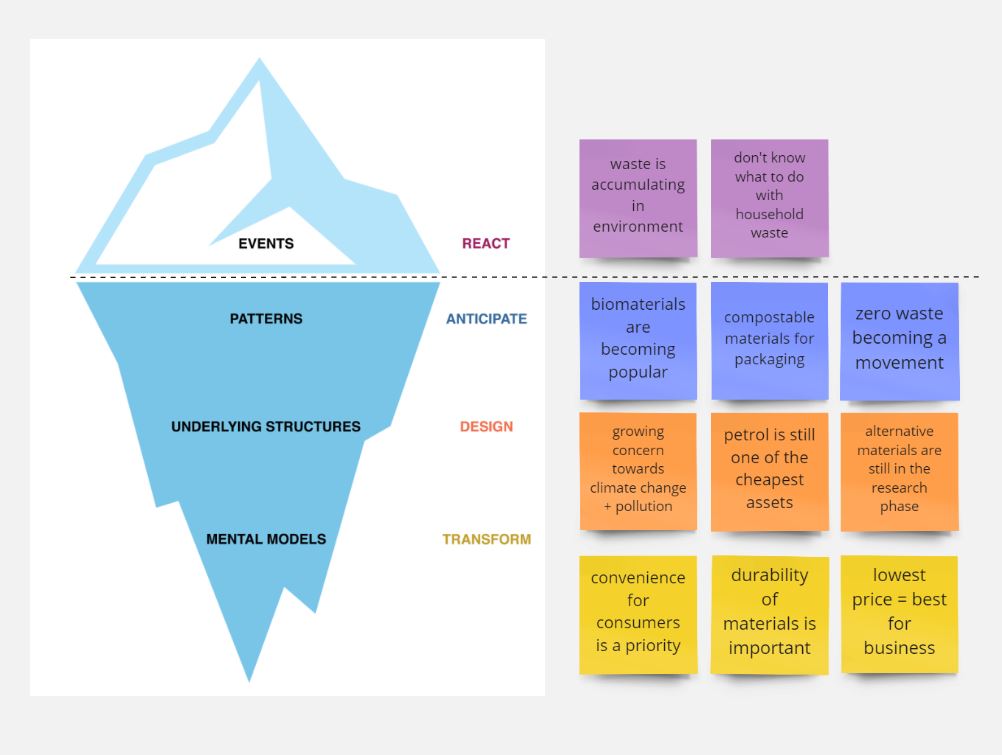 EVENTS
REACT
waste is
accumulating
in
environment
don't know
what to do
with
household
waste
PATTERNS
ANTICIPATE
biomaterials
are
becoming
popular
compostable
materials for
packaging
zero waste
becoming a
movement
UNDERLYING STRUCTURES
DESIGN
growing
concern
towards
climate change
+ pollution
petrol is still
one of the
cheapest
assets
alternative
materials are
still in the
research
phase
MENTAL MODELS
TRANSFORM
convenience
for
consumers
is a priority
durability
of
materials is
important
lowest
price = best
for
business